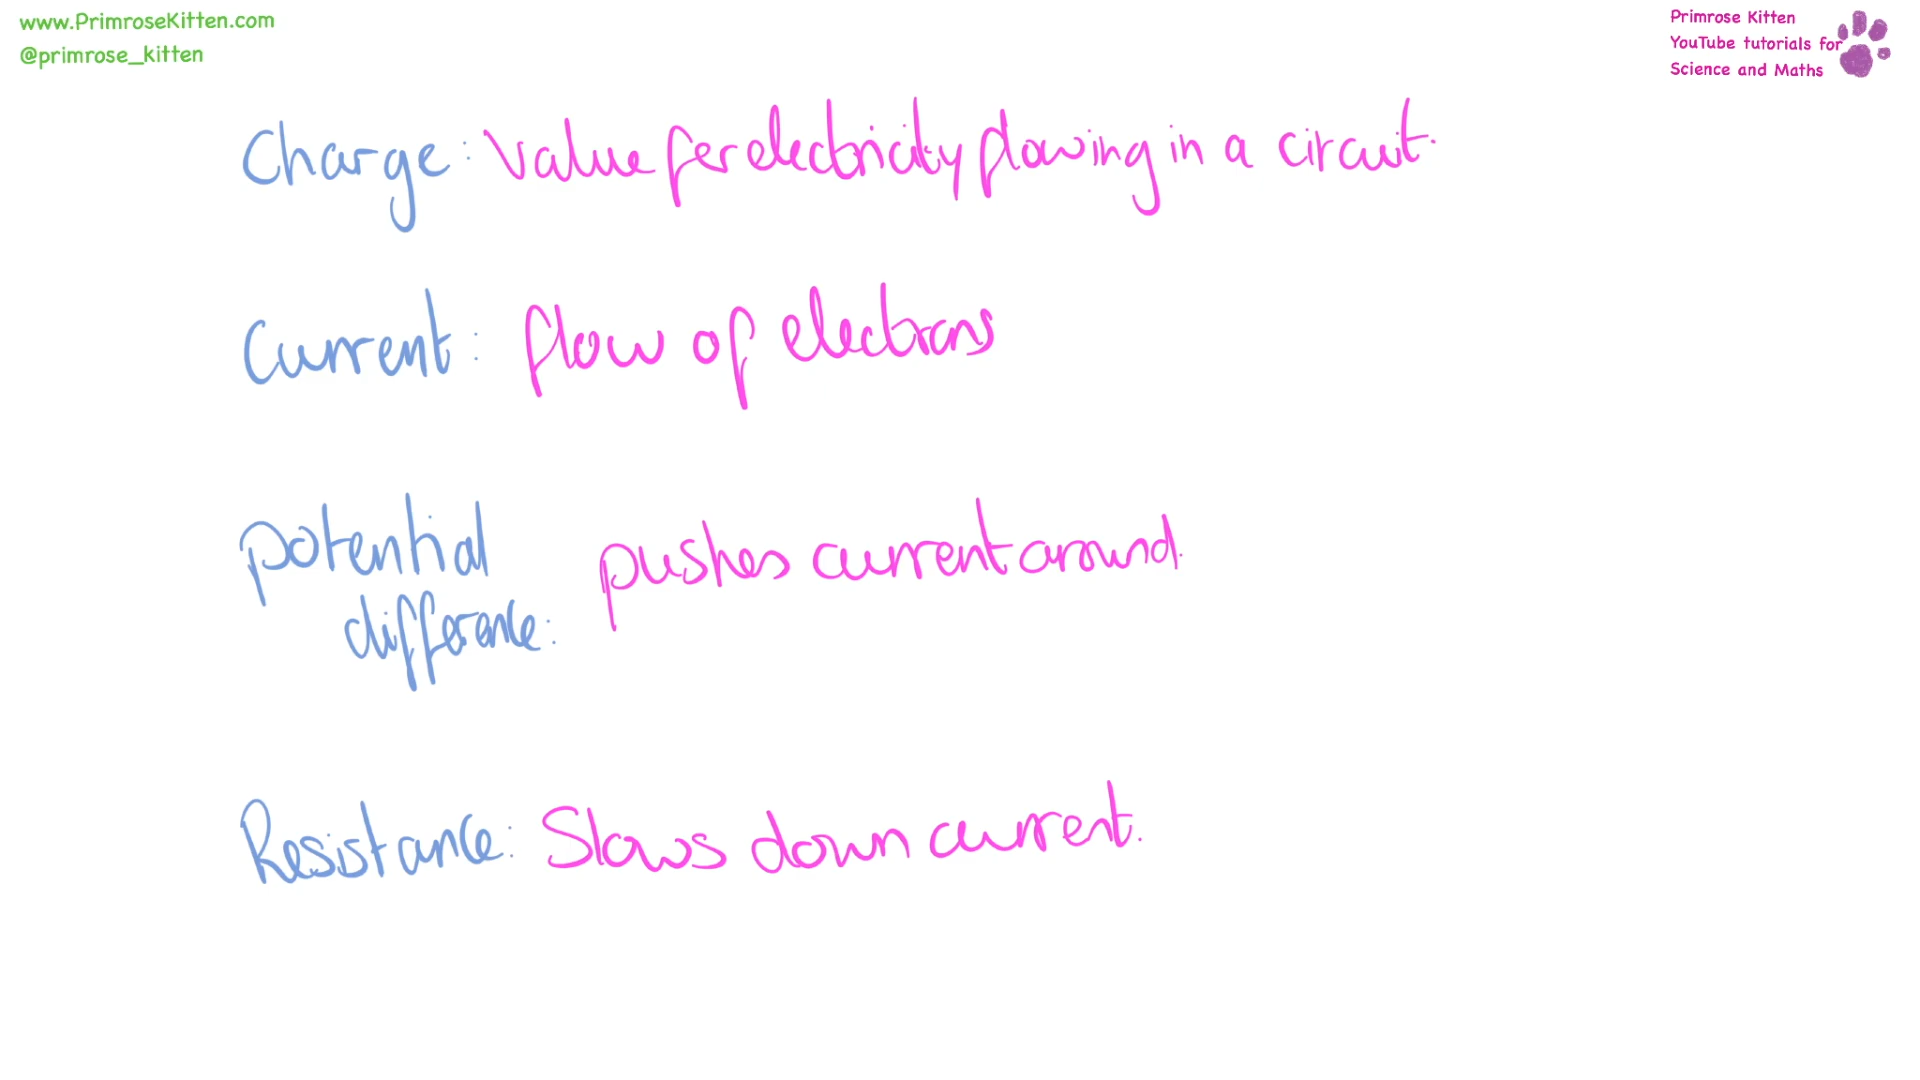 www.PrimroseKitten.com
@primrose_kitten
Primrose Kitten
YouTube tutorials for
Science and Maths
Charge: value for electricity flowing in a circuit.
Current: flow of electrons
potential pushes current around.
difference:
Resistance: Slows down current.